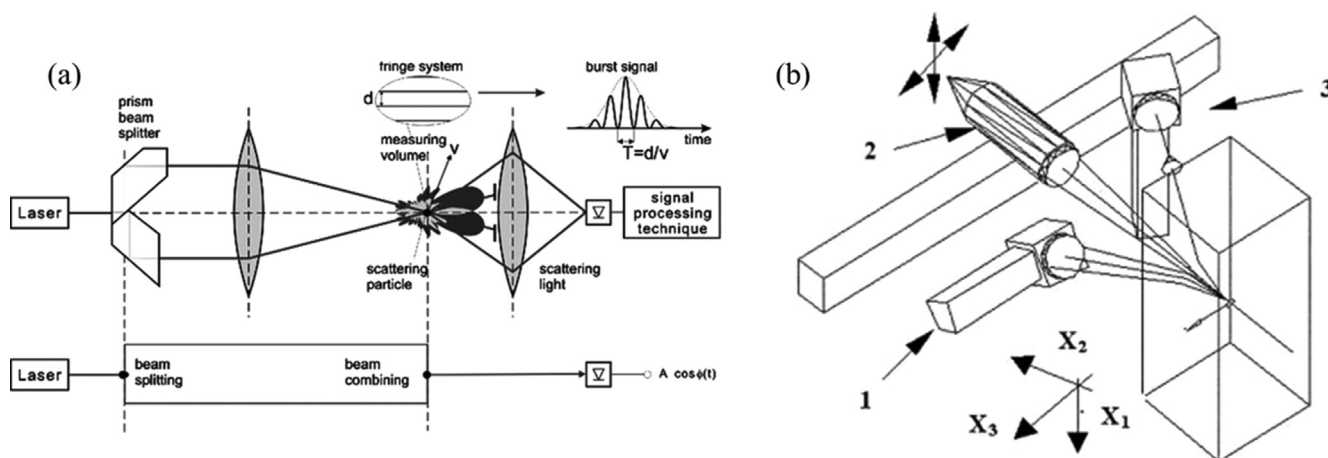 (a)
fringe system
burst signal
d
prism
beam
splitter
measuring
volume
v
time
T=d/v
Laser
signal
processing
technique
scattering
particle
scattering
light
Laser
beam
splitting
beam
combining
A cosϕ(t)
(b)
3
2
1
X₂
X₁
X₃